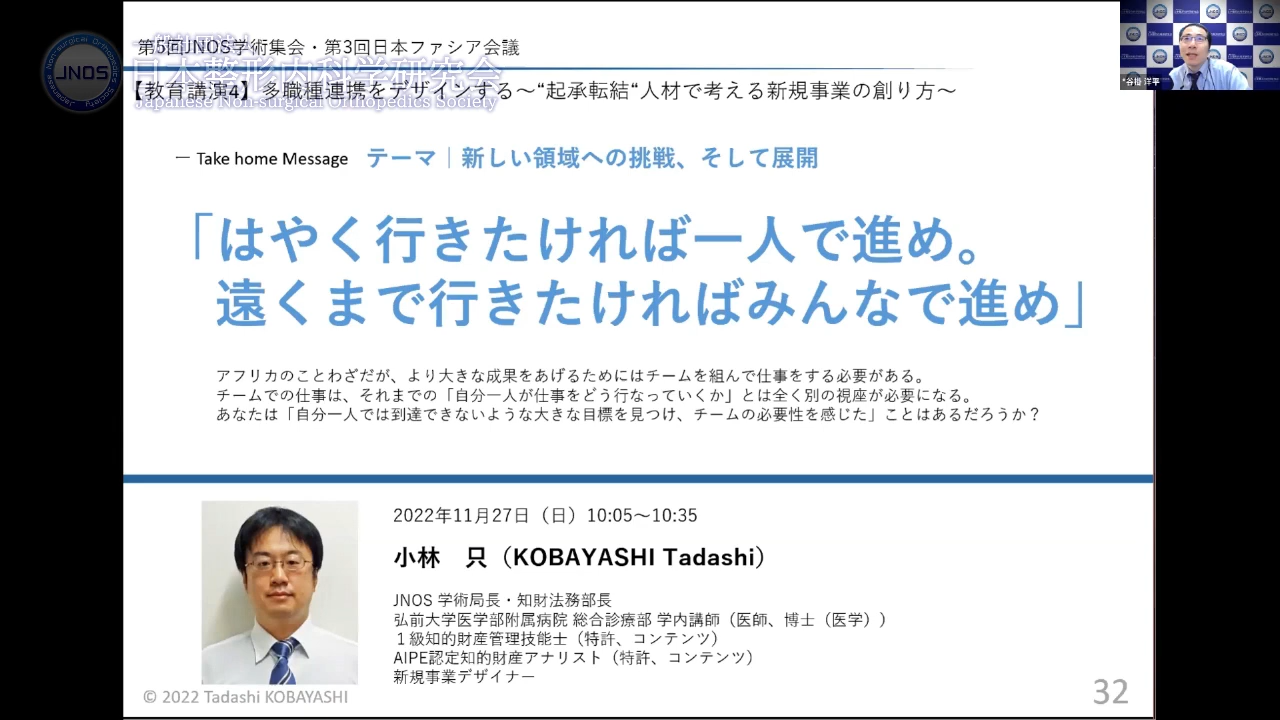 第5回JNOS学術集会・第3回日本ファシア会議
JNOS
Japanese Non-surgical Orthopedics Society
日本整形内科学研究会
【教育講演4】多職種連携をデザインする〜“起承転結“人材で考える新規事業の創り方〜
Japanese Non-surgical Orthopedics Society
谷掛 洋平
― Take home Message テーマ｜新しい領域への挑戦、そして展開
「はやく行きたければ一人で進め。
遠くまで行きたければみんなで進め」
アフリカのことわざだが、より大きな成果をあげるためにはチームを組んで仕事をする必要がある。
チームでの仕事は、それまでの「自分一人が仕事をどう行なっていくか」とは全く別の視座が必要になる。
あなたは「自分一人では到達できないような大きな目標を見つけ、チームの必要性を感じた」ことはあるだろうか？
2022年11月27日（日）10:05〜10:35
小林 只（KOBAYASHI Tadashi）
JNOS 学術局長・知財法務部長
弘前大学医学部附属病院 総合診療部 学内講師（医師、博士（医学））
１級知的財産管理技能士（特許、コンテンツ）
AIPE認定知的財産アナリスト（特許、コンテンツ）
新規事業デザイナー
© 2022 Tadashi KOBAYASHI
32